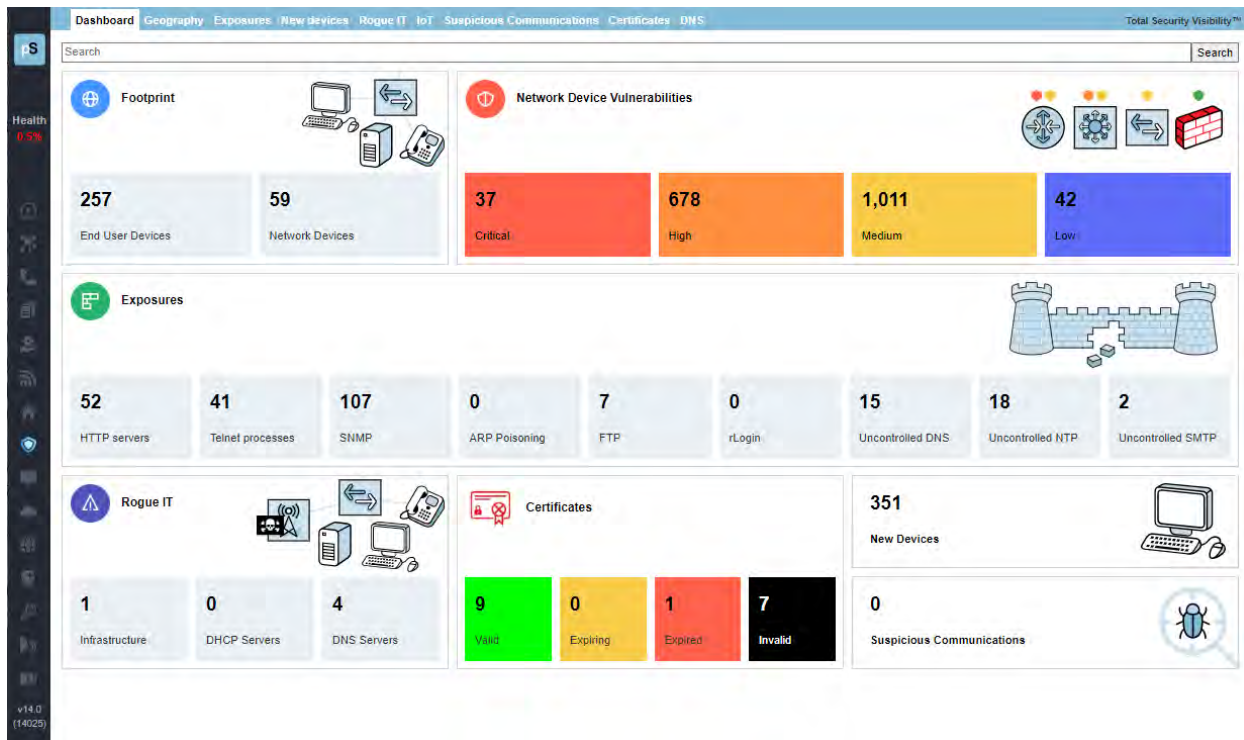 Dashboard Geography Exposures New devices Rogue IT IoT Suspicious Communications Certificates DNS
Total Security Visibility™
pS
Search
Search
Health
0.5%
Footprint
257
End User Devices
59
Network Devices
Network Device Vulnerabilities
37
Critical
678
High
1,011
Medium
42
Low
Exposures
52
HTTP servers
41
Telnet processes
107
SNMP
0
ARP Poisoning
7
FTP
0
rLogin
15
Uncontrolled DNS
18
Uncontrolled NTP
2
Uncontrolled SMTP
Rogue IT
1
Infrastructure
0
DHCP Servers
4
DNS Servers
Certificates
9
Valid
0
Expiring
1
Expired
7
Invalid
351
New Devices
0
Suspicious Communications
v14.0
(14025)